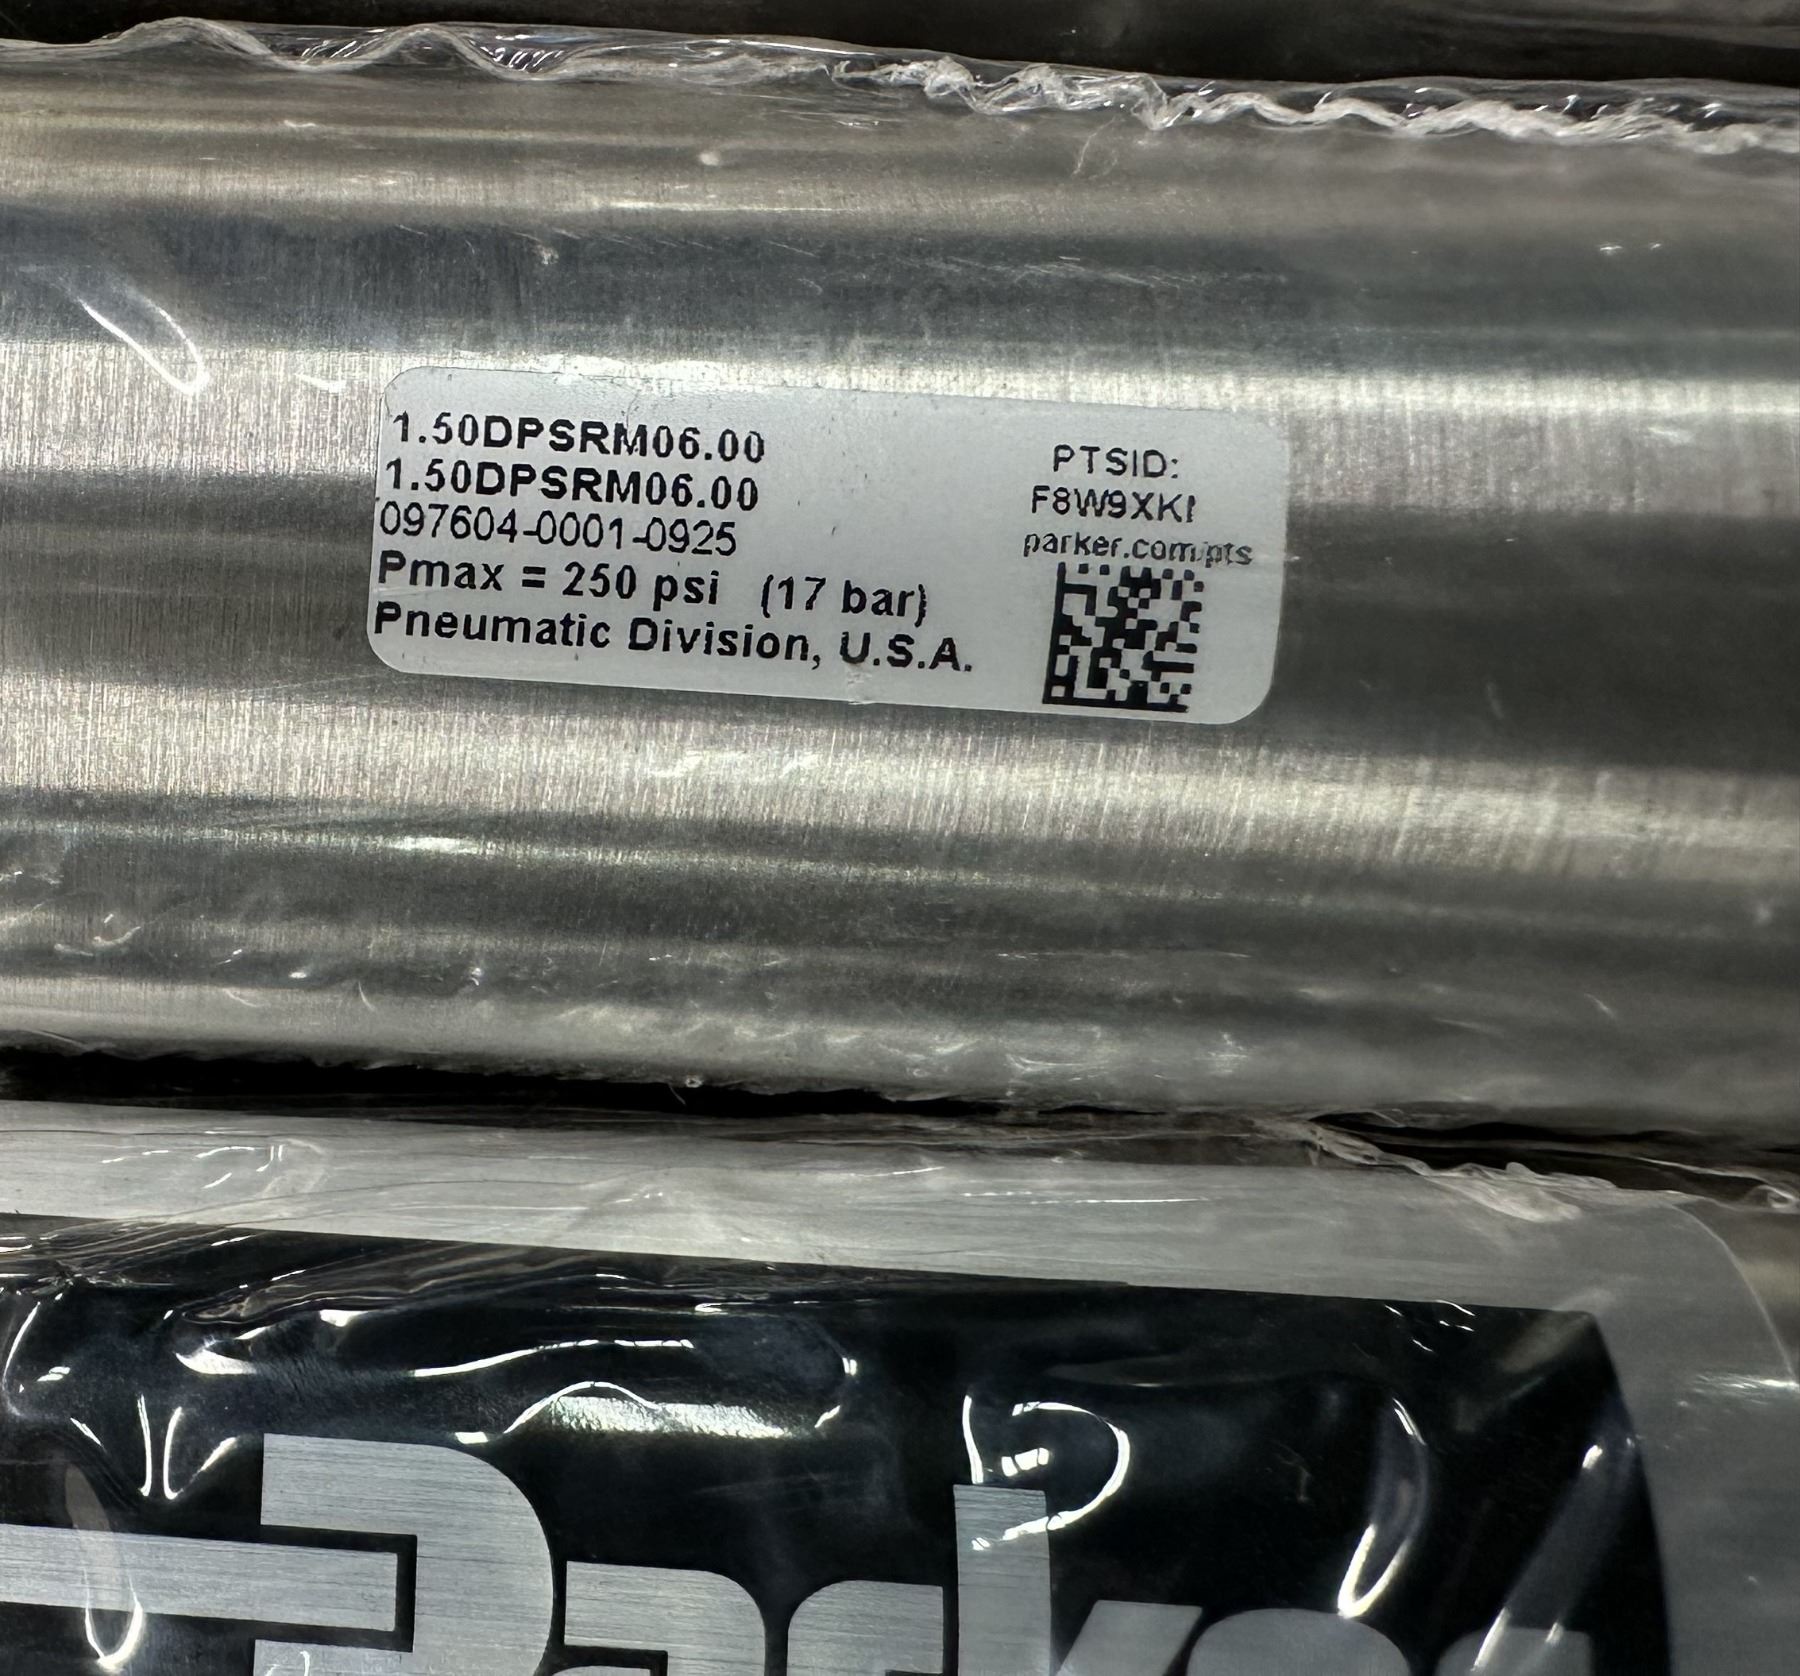 1.50DPSRM06.00
1.50DPSRM06.00
097604-0001-0925
Pmax = 250 psi (17 bar)
Pneumatic Division, U.S.A.
PTSID:
F8W9XKI
parker.com/pts
Parker